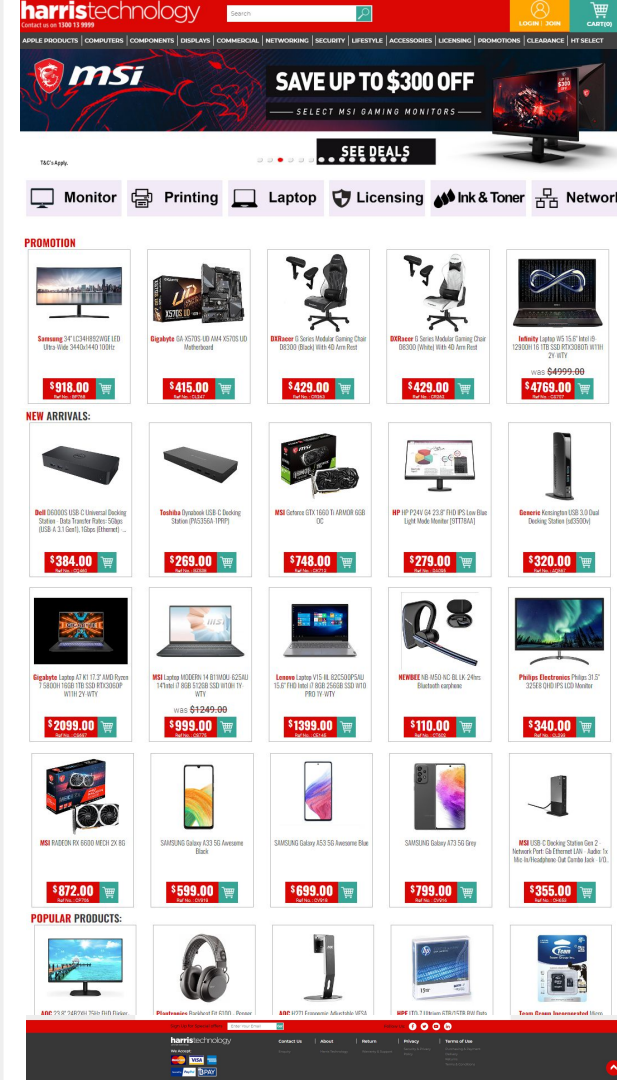 harristechnology
Contact us on 1300 13 9999
Search
LOGIN | JOIN
CART(0)
APPLE PRODUCTS | COMPUTERS | COMPONENTS | DISPLAYS | COMMERCIAL | NETWORKING | SECURITY | LIFESTYLE | ACCESSORIES | LICENSING | PROMOTIONS | CLEARANCE | HT SELECT
msi
SAVE UP TO $300 OFF
SELECT MSI GAMING MONITORS
SEE DEALS
T&C's Apply.
Monitor
Printing
Laptop
Licensing
Ink & Toner
Network
PROMOTION
Samsung 34" LC34H892WGE LED
Ultra-Wide 3440x1440 100Hz
$918.00
Gigabyte GA-X570S-UD AM4 X570S UD
Motherboard
$415.00
DXRacer G Series Modular Gaming Chair
D8300 (Black) With 4D Arm Rest
$429.00
DXRacer G Series Modular Gaming Chair
D8300 (White) With 4D Arm Rest
$429.00
Infinity Laptop W5 15.6" Intel i9-
12900H 16 1TB SSD RTX3080Ti W11H
2Y-WTY
was $4999.00
$4769.00
NEW ARRIVALS:
Dell D6000S USB-C Universal Docking
Station - Data Transfer Rates: 5Gbps
(USB-A 3.1 Gen1), 1Gbps (Ethernet) - ...
$384.00
Toshiba Dynabook USB-C Docking
Station (PA5356A-1PRP)
$269.00
MSI Geforce GTX 1660 Ti ARMOR 6GB
OC
$748.00
HP HP P24V G4 23.8" FHD IPS Low Blue
Light Mode Monitor [9TT78AA]
$279.00
Generic Kensington USB 3.0 Dual
Docking Station (sd3500v)
$320.00
Gigabyte Laptop A7 K1 17.3" AMD Ryzen
7 5800H 16GB 1TB SSD RTX3060P
W11H 2Y-WTY
$2099.00
MSI Laptop MODERN 14 B11MOU-625AU
14"Intel i7 8GB 512GB SSD W10H 1Y-
WTY
was $1249.00
$999.00
Lenovo Laptop V15 IIL 82C500P5AU
15.6" FHD Intel i7 8GB 256GB SSD W10
PRO 1Y-WTY
$1399.00
NEWBEE NB-M50-NC BL LK 24hrs
Bluetooth earphone
$110.00
Philips Electronics Philips 31.5"
325E8 QHD IPS LCD Monitor
$340.00
MSI RADEON RX 6600 MECH 2X 8G
$872.00
SAMSUNG Galaxy A33 5G Awesome
Black
$599.00
SAMSUNG Galaxy A53 5G Awesome Blue
$699.00
SAMSUNG Galaxy A73 5G Grey
$799.00
MSI USB-C Docking Station Gen 2 -
Network Port: Gb Ethernet LAN - Audio: 1x
Mic-In/Headphone-Out Combo Jack - I/O...
$355.00
POPULAR PRODUCTS:
Enter Your Email
harristechnology
We Accept
VISA
PayPal
BPAY
Contact Us
About
Return
Privacy
Terms of Use